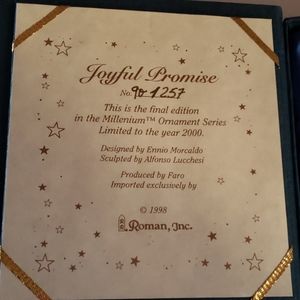 Joyful Promise
No. 90 1257
This is the final edition
in the Millenium™ Ornament Series
Limited to the year 2000.
Designed by Ennio Morcaldo
Sculpted by Alfonso Lucchesi
Produced by Faro
Imported exclusively by
© 1998
Roman, Inc.